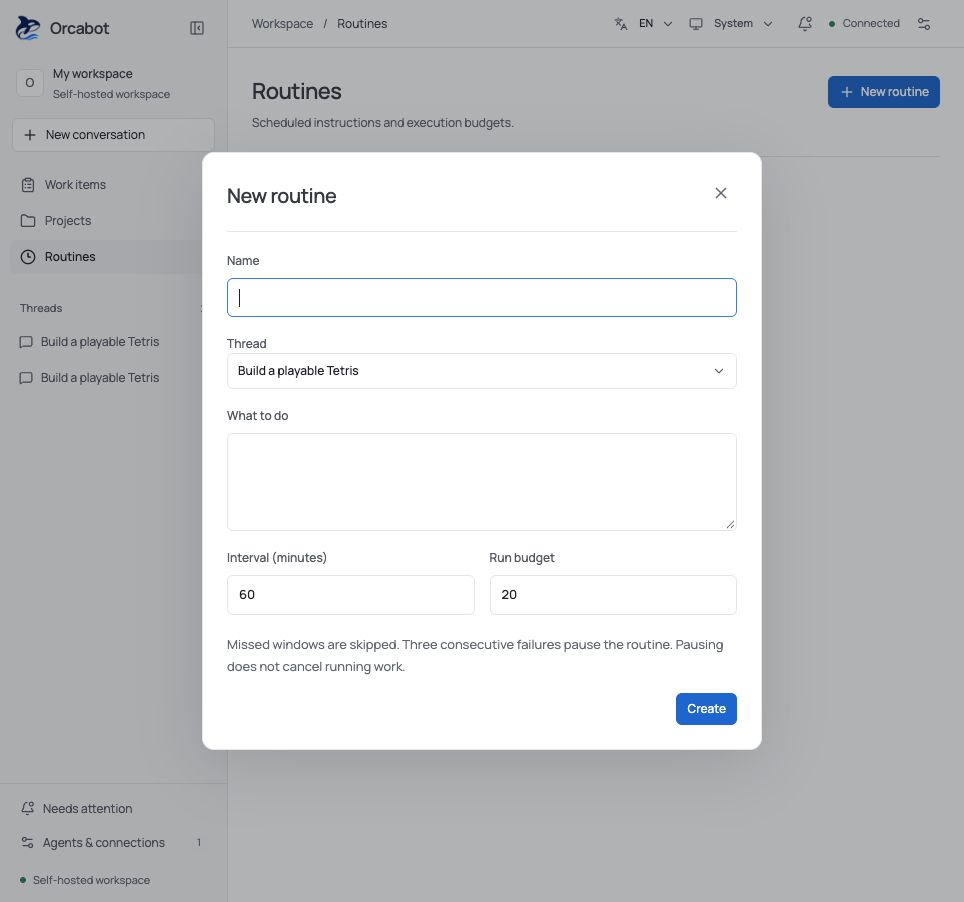 Orcabot
Workspace / Routines
EN
System
Connected
O
My workspace
Self-hosted workspace
New conversation
Work items
Projects
Routines
Threads
Build a playable Tetris
Build a playable Tetris
Needs attention
Agents & connections 1
Self-hosted workspace
Routines
Scheduled instructions and execution budgets.
New routine
New routine
Name
Thread
Build a playable Tetris
What to do
Interval (minutes) Run budget
60 20
Missed windows are skipped. Three consecutive failures pause the routine. Pausing
does not cancel running work.
Create